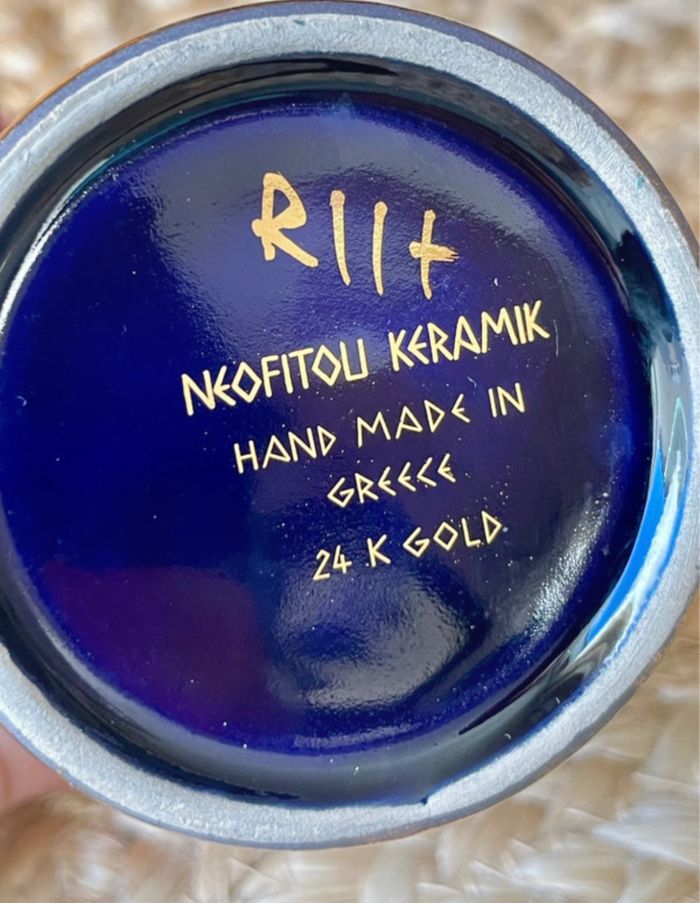 R11+
NEOFITOU KERAMIK
HAND MADE IN
GREECE
24 K GOLD